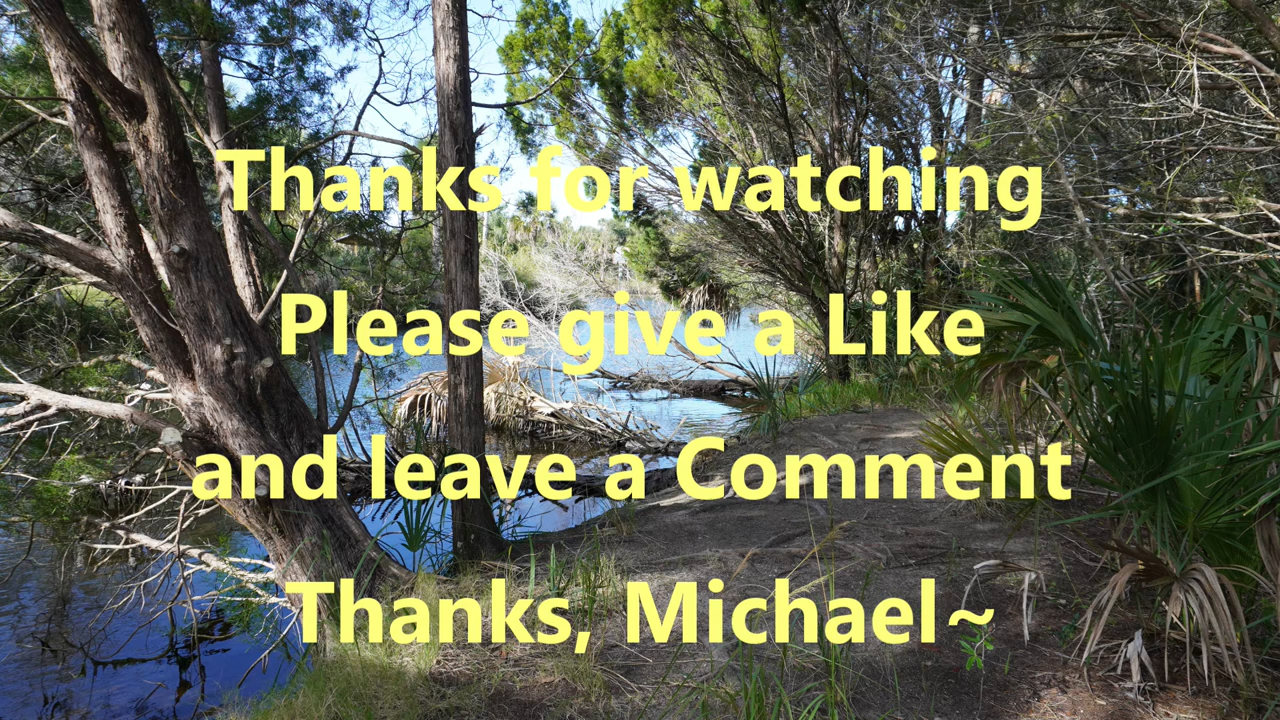 Thanks for watching
Please give a Like
and leave a Comment
Thanks, Michael~